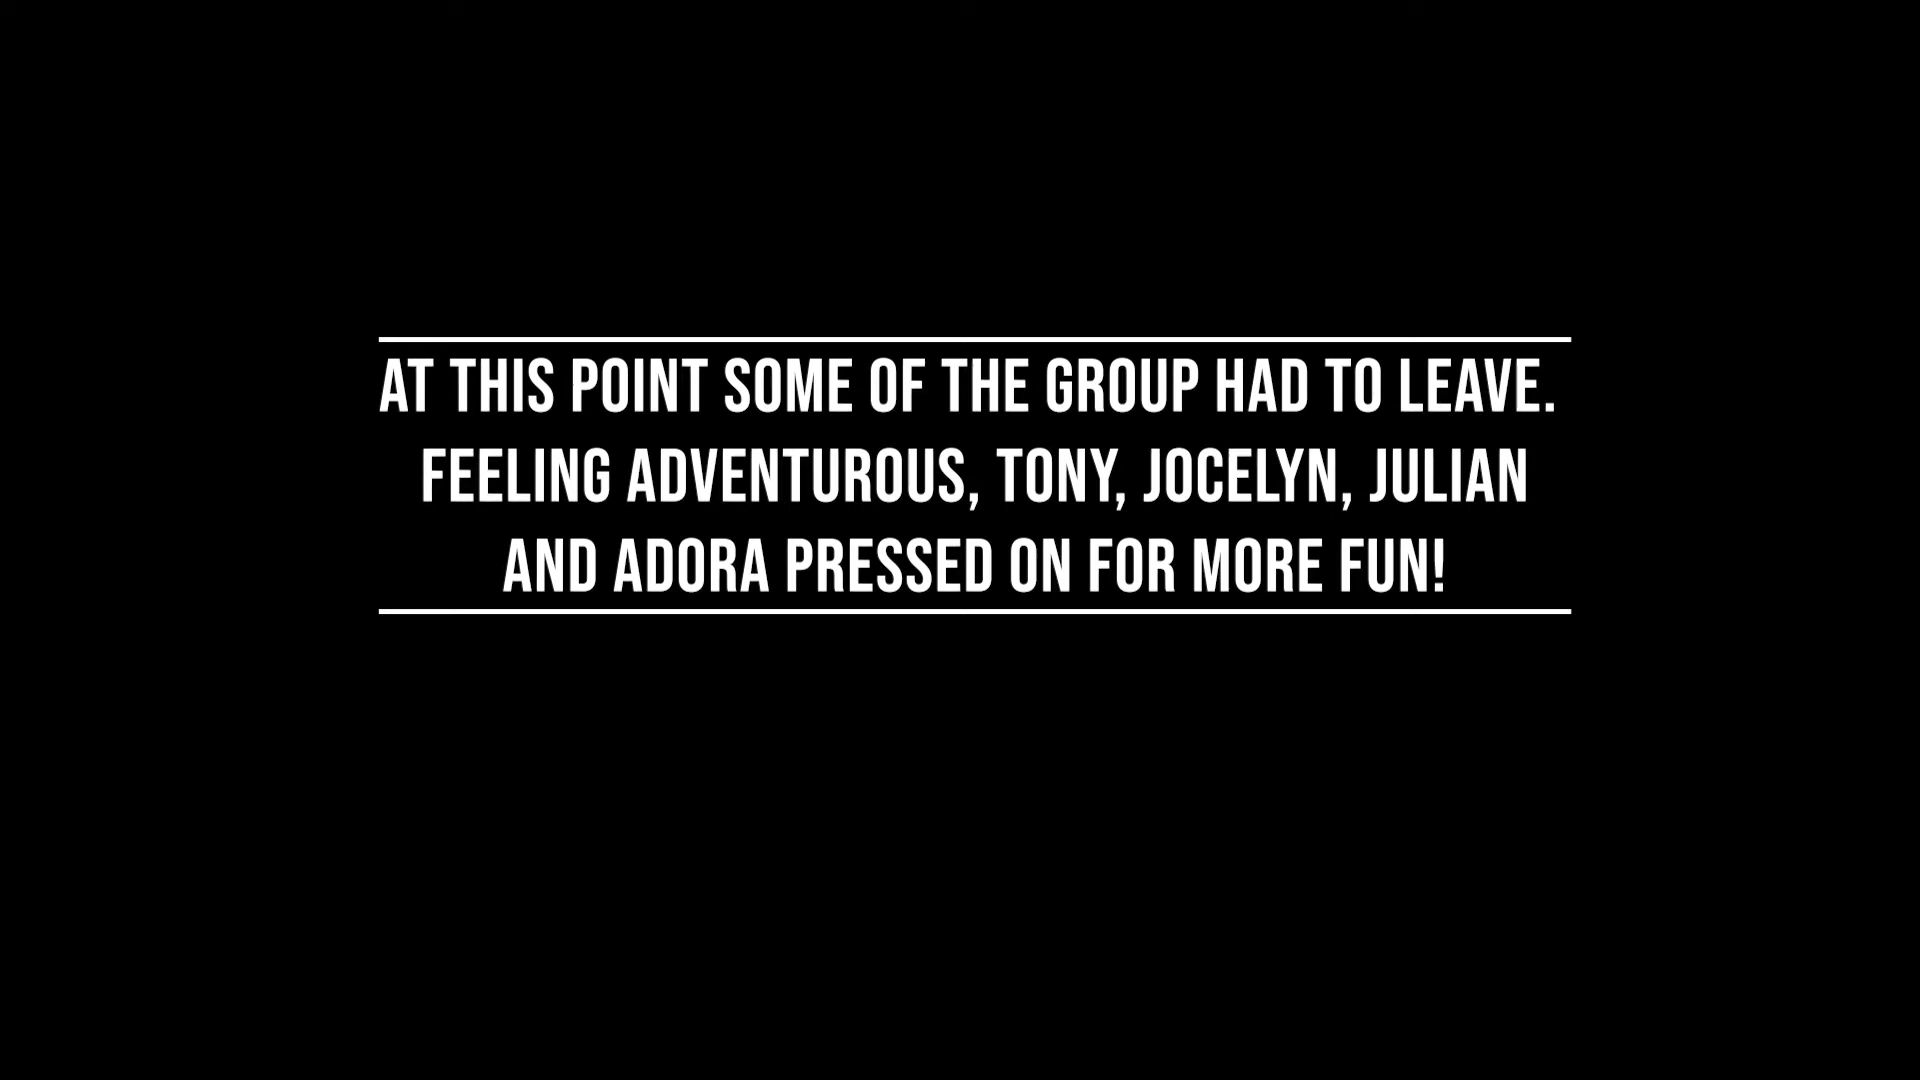 AT THIS POINT SOME OF THE GROUP HAD TO LEAVE.
FEELING ADVENTUROUS, TONY, JOCELYN, JULIAN
AND ADORA PRESSED ON FOR MORE FUN!